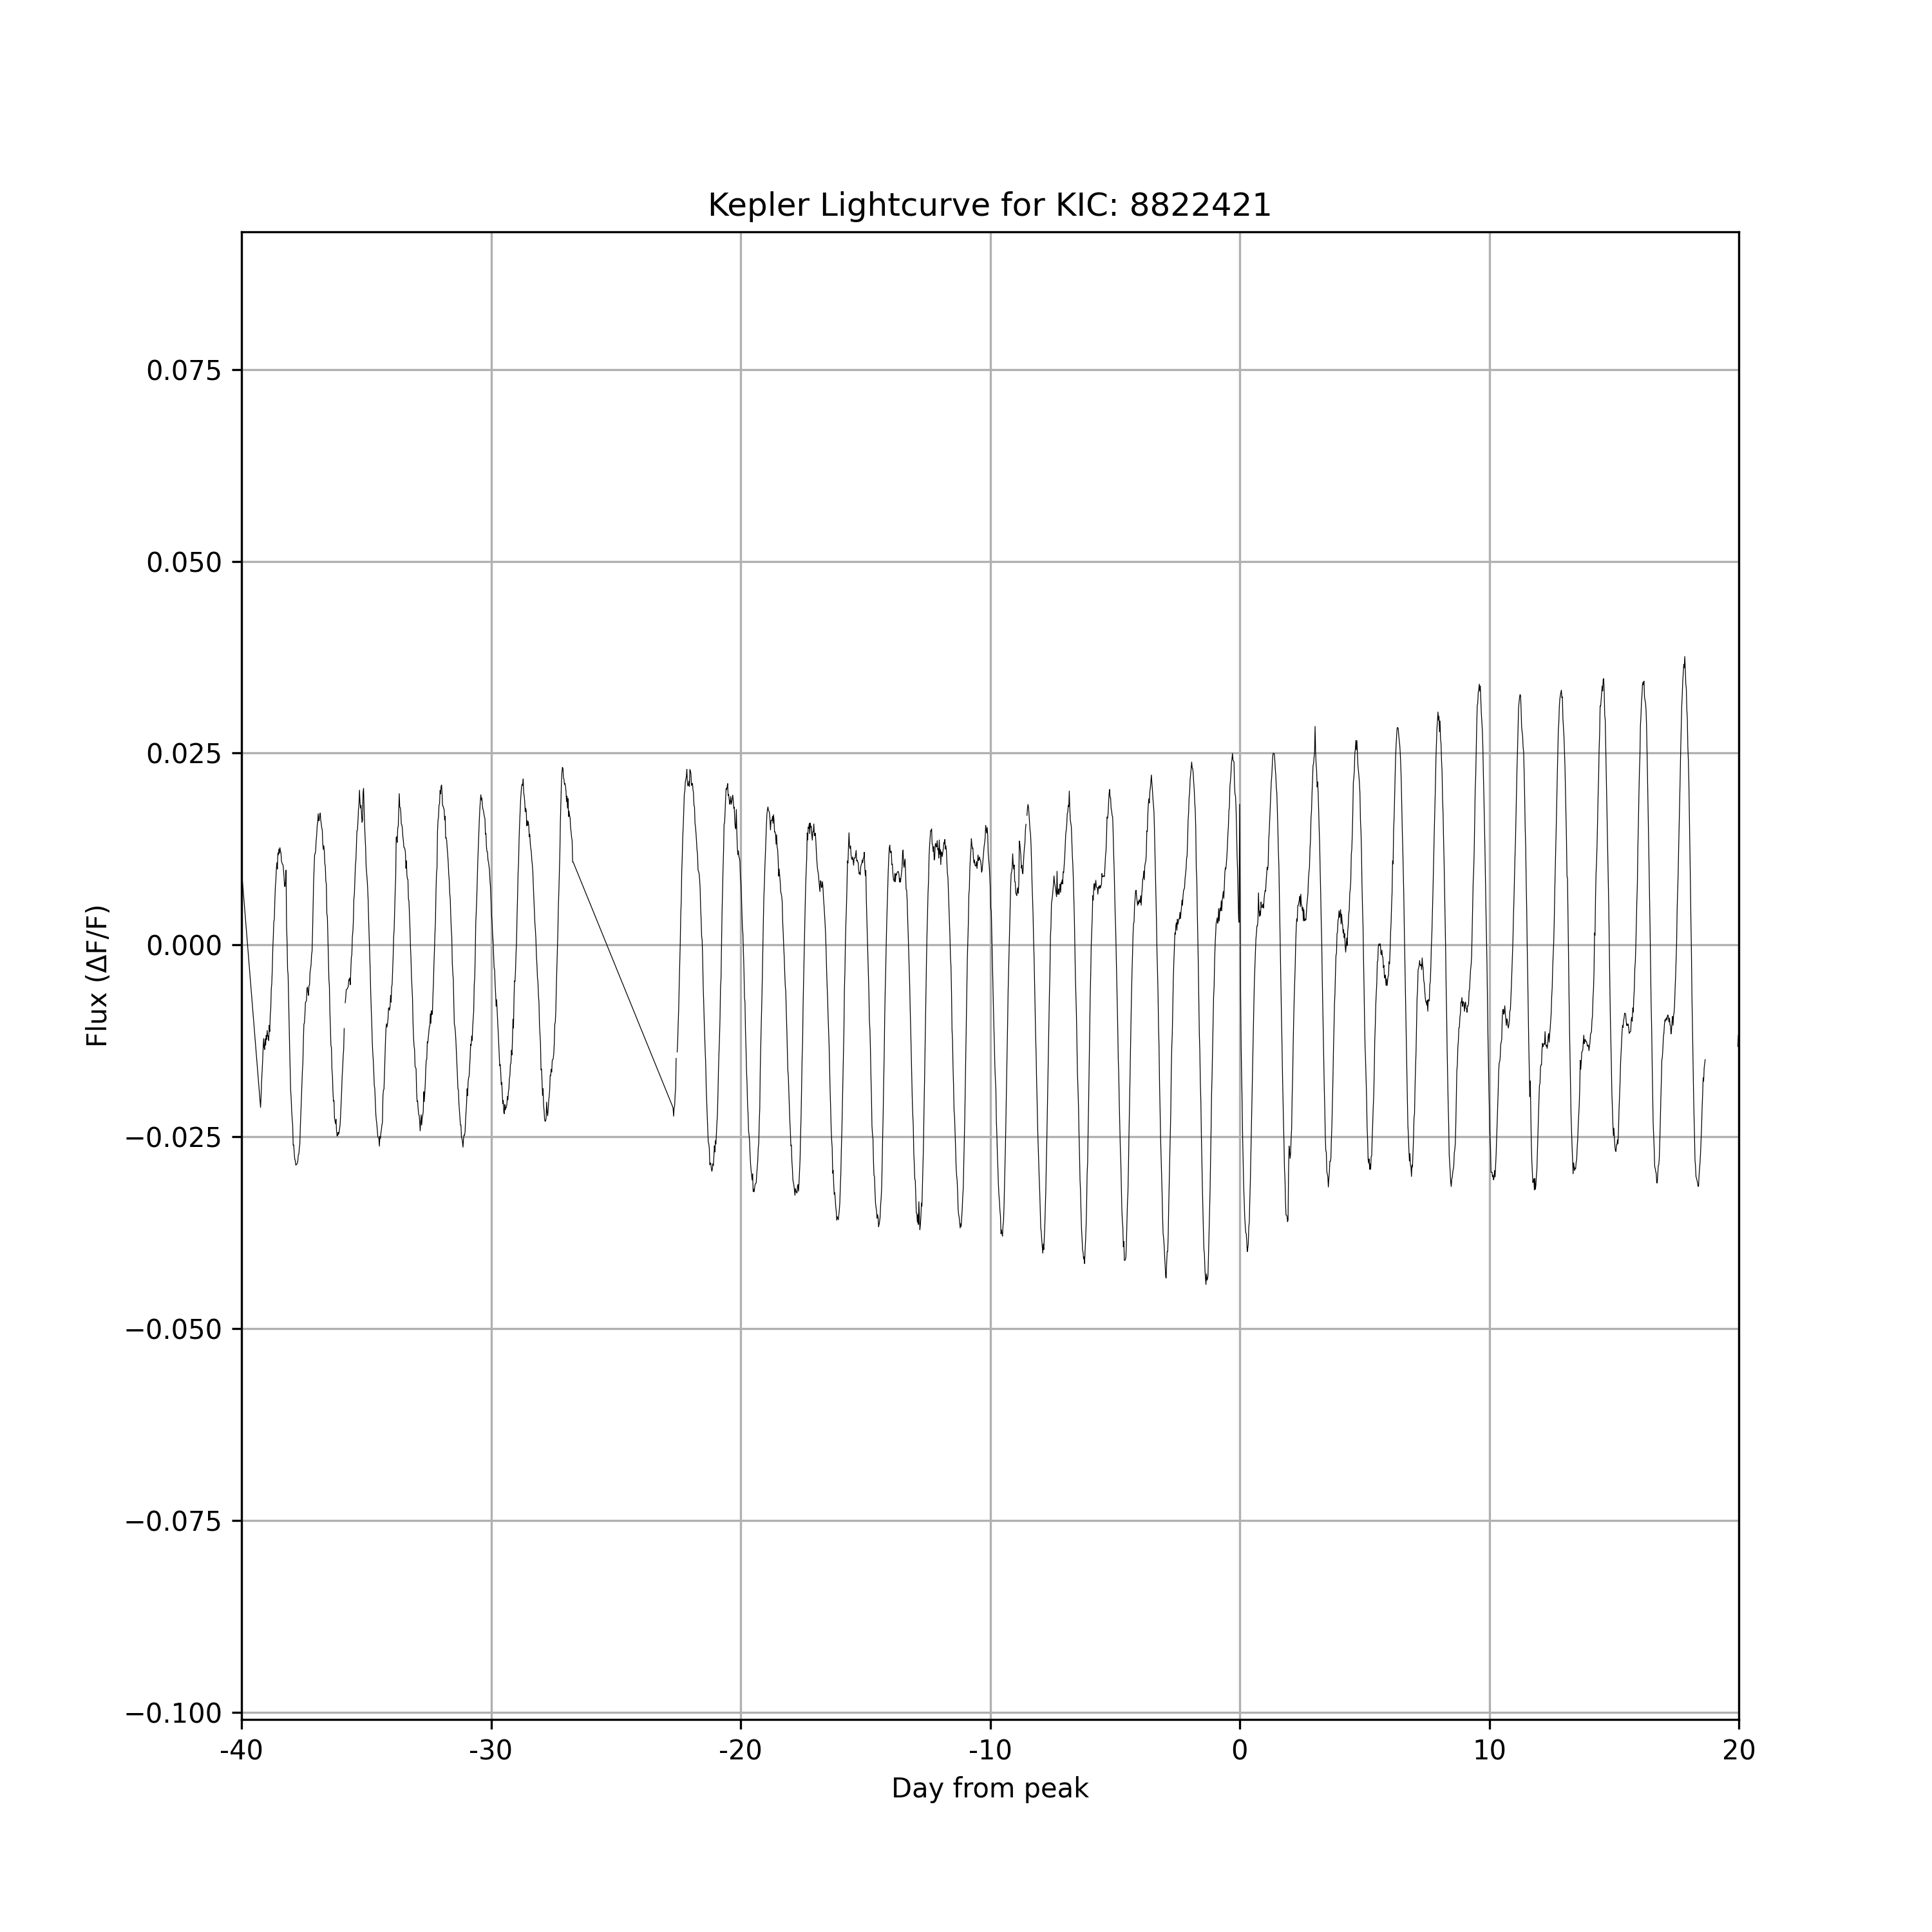 Kepler Lightcurve for KIC: 8822421
Flux (ΔF/F)
0.075
0.050
0.025
0.000
−0.025
−0.050
−0.075
−0.100
-40 -30 -20 -10 0 10 20
Day from peak